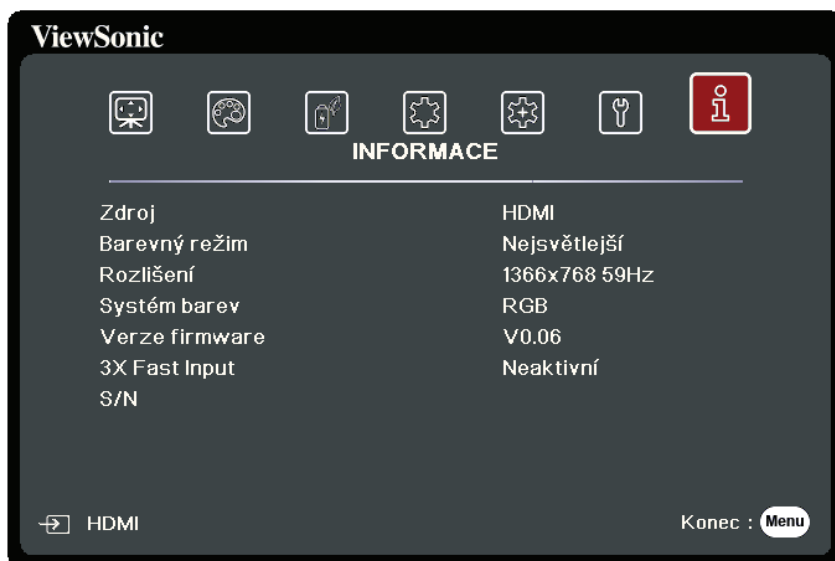 ViewSonic
INFORMACE
Zdroj HDMI
Barevný režim Nejsvětlejší
Rozlišení 1366x768 59Hz
Systém barev RGB
Verze firmware V0.06
3X Fast Input Neaktivní
S/N
HDMI Konec : Menu